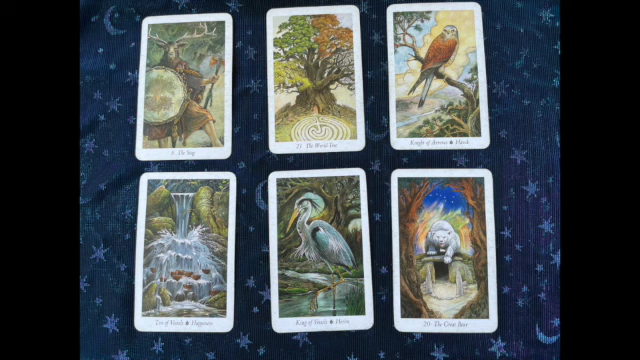 8 The Stag
21 The World Tree
Knight of Arrows ♠ Hawk
Ten of Vessels ♠ Happiness
King of Vessels ♠ Heron
20 The Great Bear